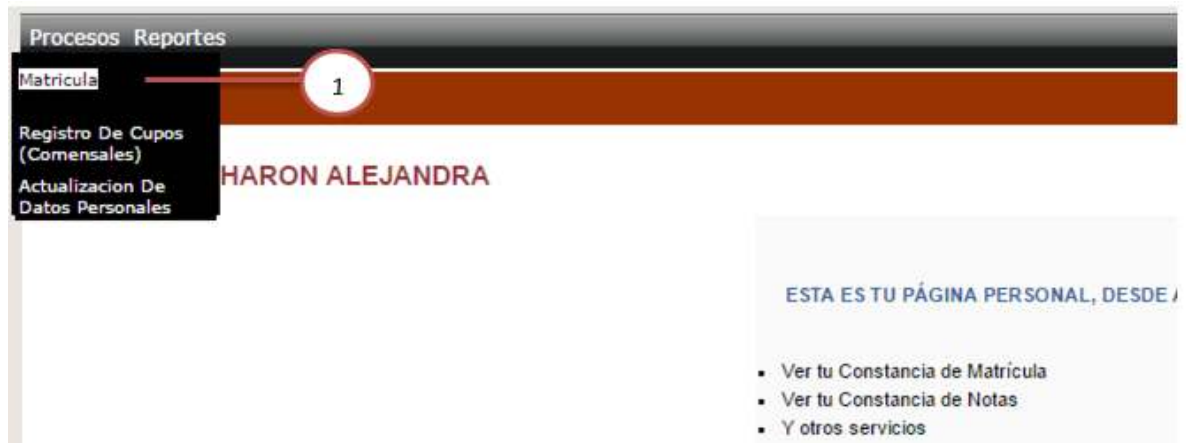 Procesos Reportes
Matricula
1
Registro De Cupos
(Comensales)
Actualizacion De
Datos Personales
HARON ALEJANDRA
ESTA ES TU PÁGINA PERSONAL, DESDE
▪ Ver tu Constancia de Matrícula
▪ Ver tu Constancia de Notas
▪ Y otros servicios